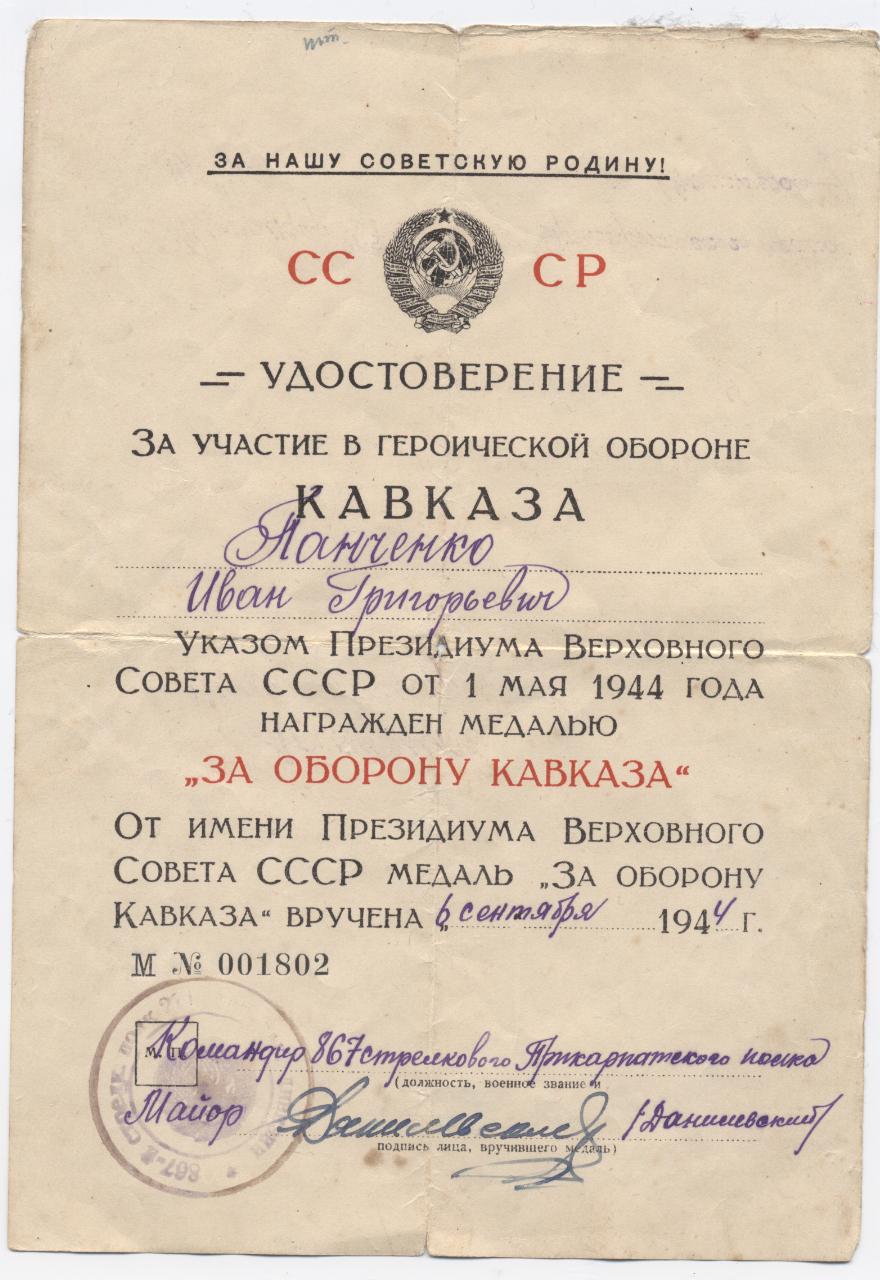 ЗА НАШУ СОВЕТСКУЮ РОДИНУ!
СС СР
УДОСТОВЕРЕНИЕ
ЗА УЧАСТИЕ В ГЕРОИЧЕСКОЙ ОБОРОНЕ
КАВКАЗА
Панченко
Иван Григорьевич
УКАЗОМ ПРЕЗИДИУМА ВЕРХОВНОГО
СОВЕТА СССР ОТ 1 МАЯ 1944 ГОДА
НАГРАЖДЕН МЕДАЛЬЮ
„ЗА ОБОРОНУ КАВКАЗА“
ОТ ИМЕНИ ПРЕЗИДИУМА ВЕРХОВНОГО
СОВЕТА СССР МЕДАЛЬ „ЗА ОБОРОНУ
КАВКАЗА“ ВРУЧЕНА „6 сентября 1944 г.
М № 001802
М. П.
Командир 867 стрелкового Прикарпатского полка
(должность, военное звание и
Майор Данилевский /Данилевский/
подпись лица, вручившего медаль)
867-й